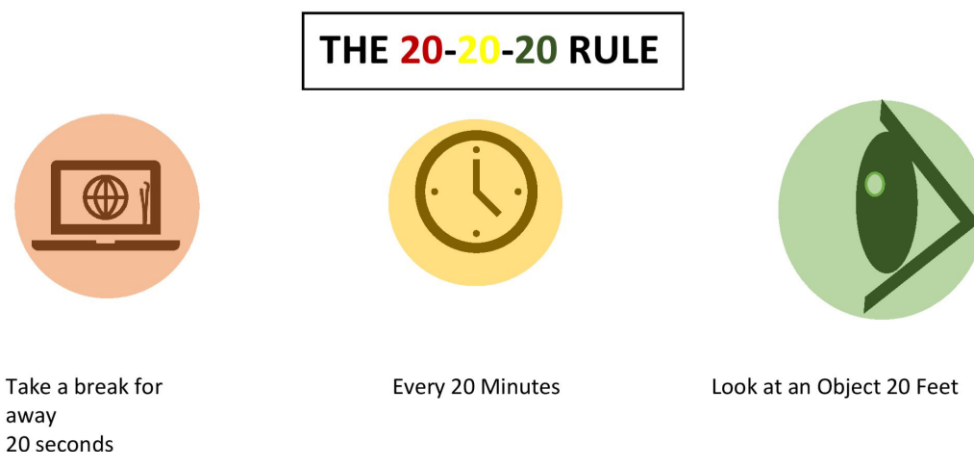 THE 20-20-20 RULE
Take a break for
away
20 seconds
Every 20 Minutes
Look at an Object 20 Feet